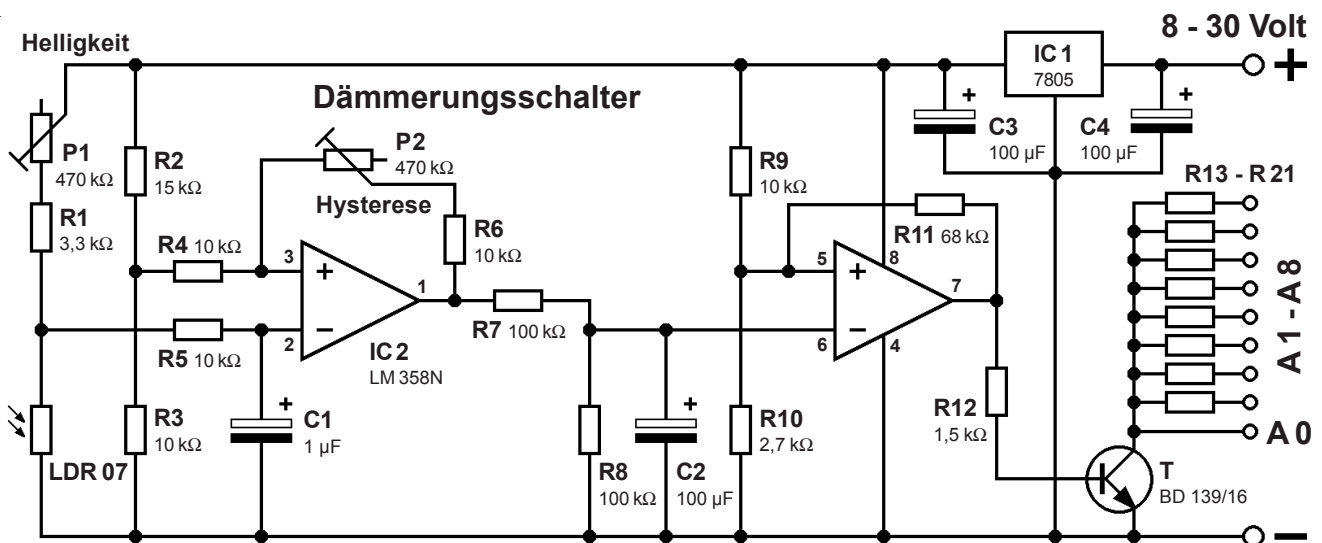 Helligkeit
8 - 30 Volt
+
IC 1
7805
Dämmerungsschalter
+
C3
100 µF
+
C4
100 µF
P1
470 kΩ
R2
15 kΩ
P2
470 kΩ
Hysterese
R9
10 kΩ
R13 - R 21
R1
3,3 kΩ
R4 10 kΩ
R6
10 kΩ
R11 68 kΩ
3
+
1
−
2
R5 10 kΩ
IC 2
LM 358N
R7 100 kΩ
5
+
8
7
−
6
4
A 1 - A 8
LDR 07
R3
10 kΩ
+
C1
1 µF
R8
100 kΩ
+
C2
100 µF
R10
2,7 kΩ
R12
1,5 kΩ
A 0
T
BD 139/16
−